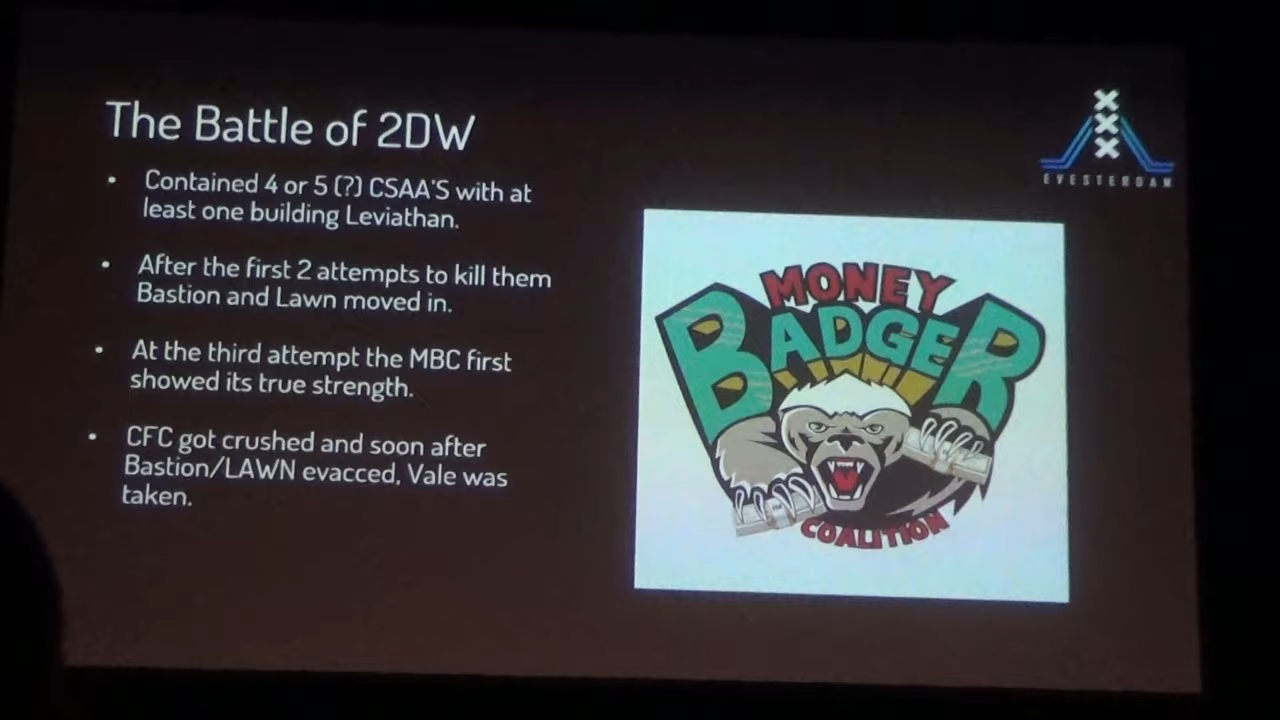 The Battle of 2DW
• Contained 4 or 5 (?) CSAA'S with at
least one building Leviathan.
• After the first 2 attempts to kill them
Bastion and Lawn moved in.
• At the third attempt the MBC first
showed its true strength.
• CFC got crushed and soon after
Bastion/LAWN evacced, Vale was
taken.
XXX
EVESTERDAM
MONEY
BADGER
COALITION